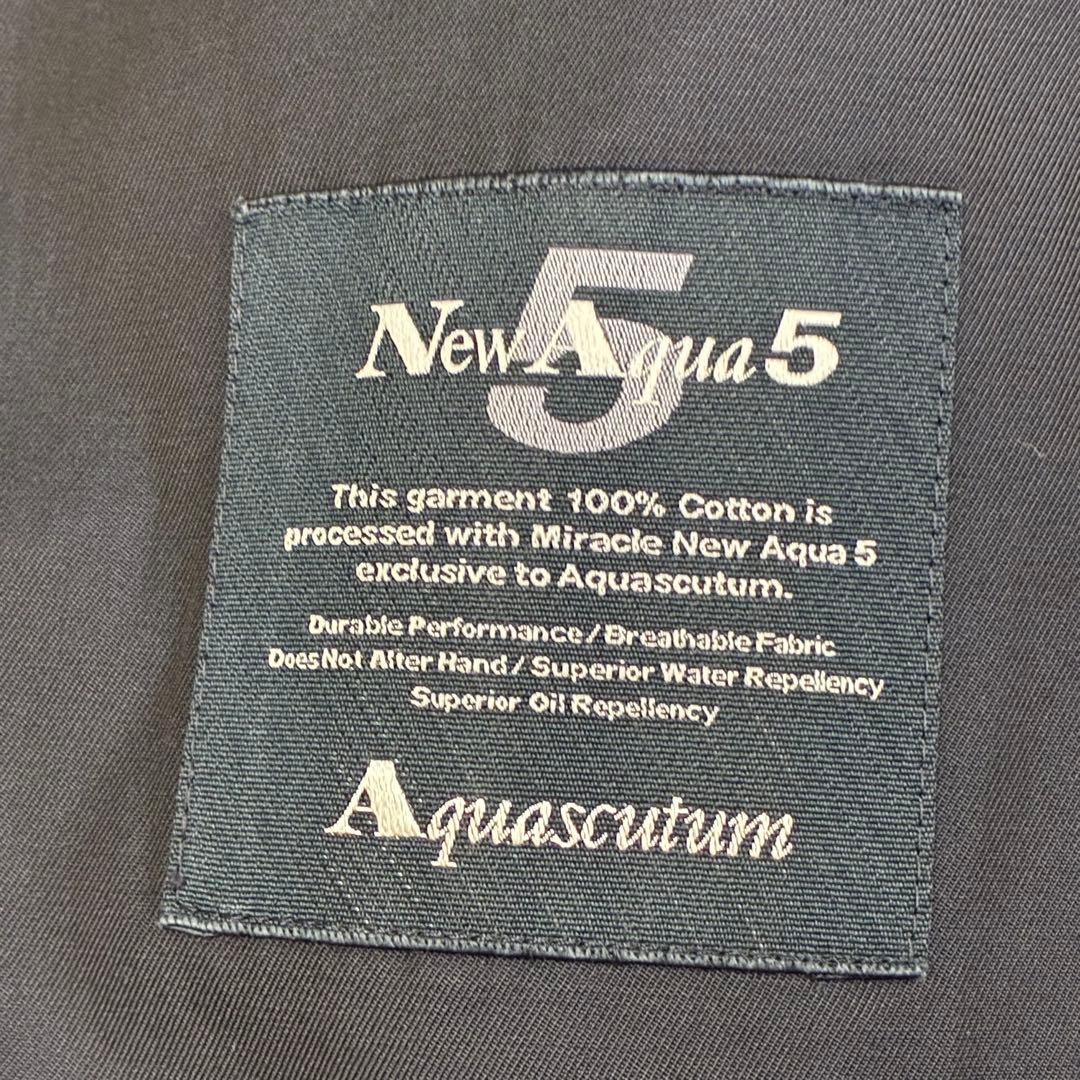 5
New Aqua 5
This garment 100% Cotton is
processed with Miracle New Aqua 5
exclusive to Aquascutum.
Durable Performance / Breathable Fabric
Does Not Alter Hand / Superior Water Repellency
Superior Oil Repellency
Aquascutum